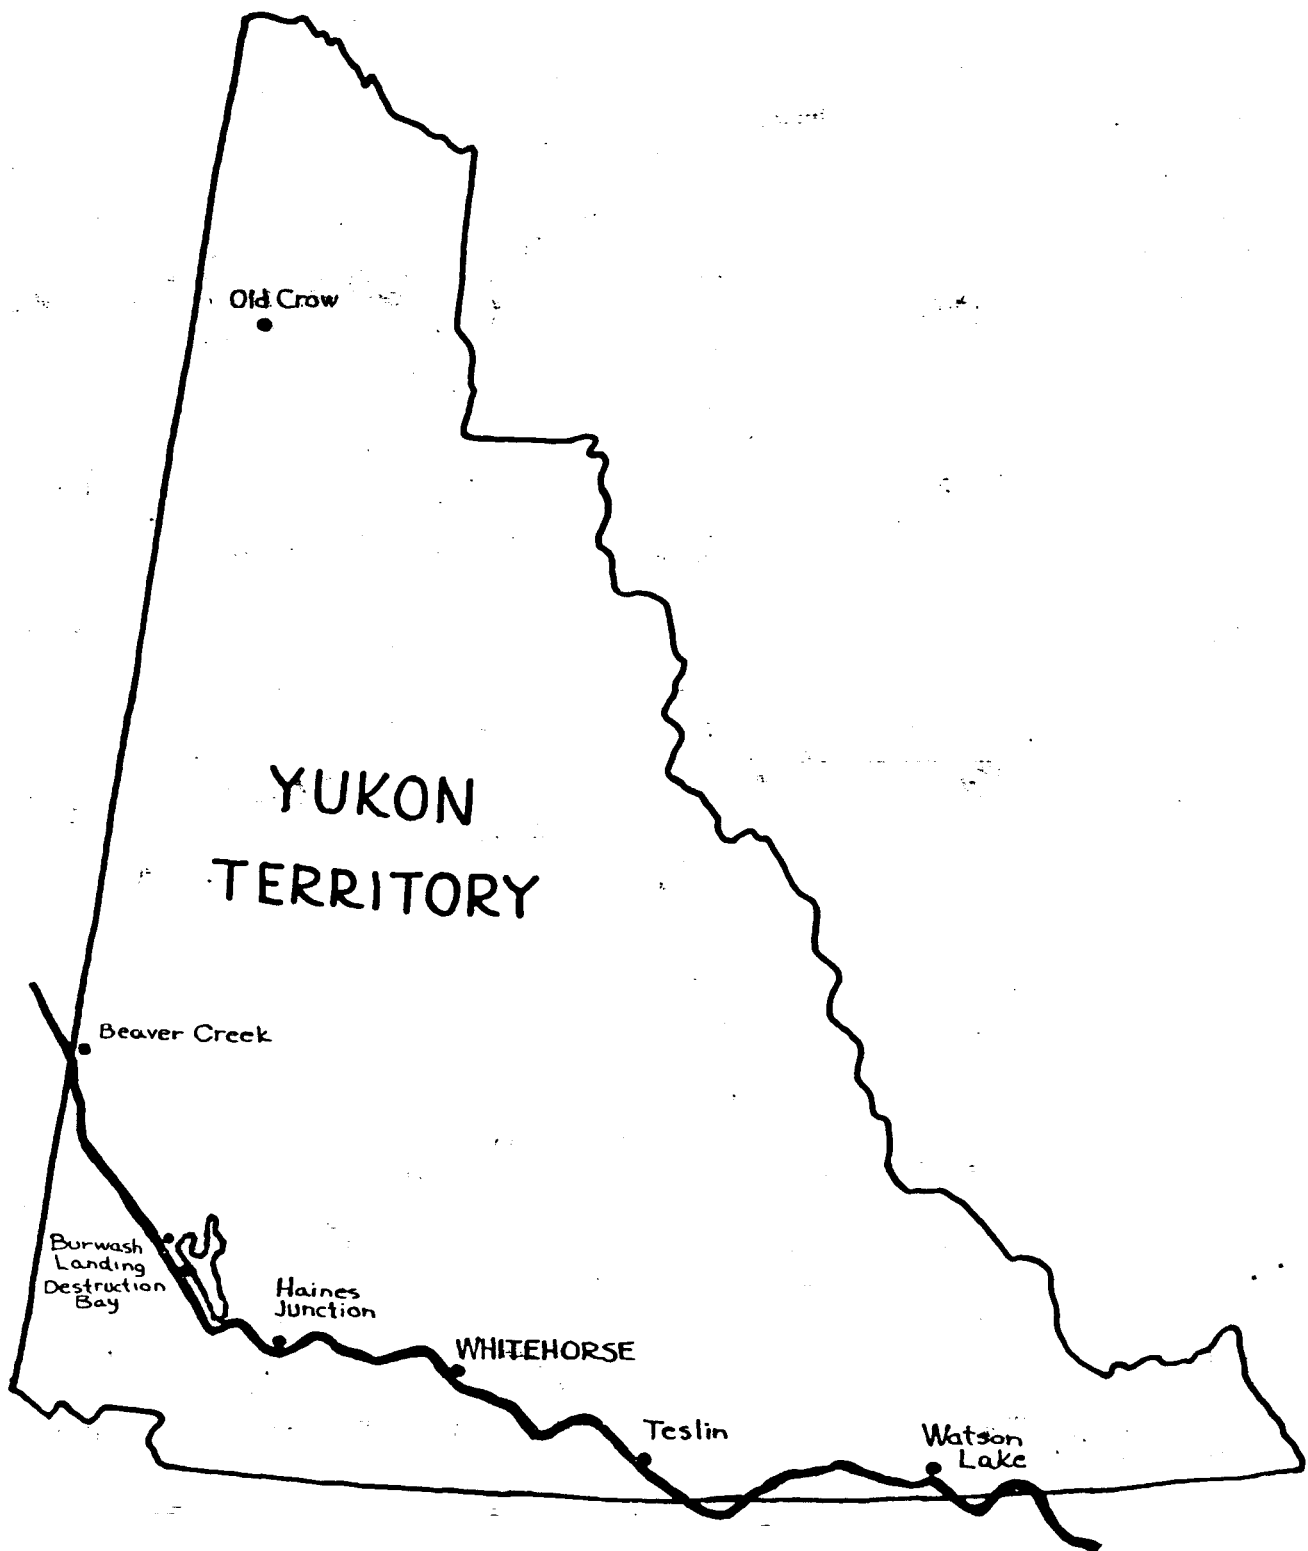 Old Crow
YUKON
TERRITORY
Beaver Creek
Burwash
Landing
Destruction
Bay
Haines
Junction
WHITEHORSE
Teslin
Watson
Lake